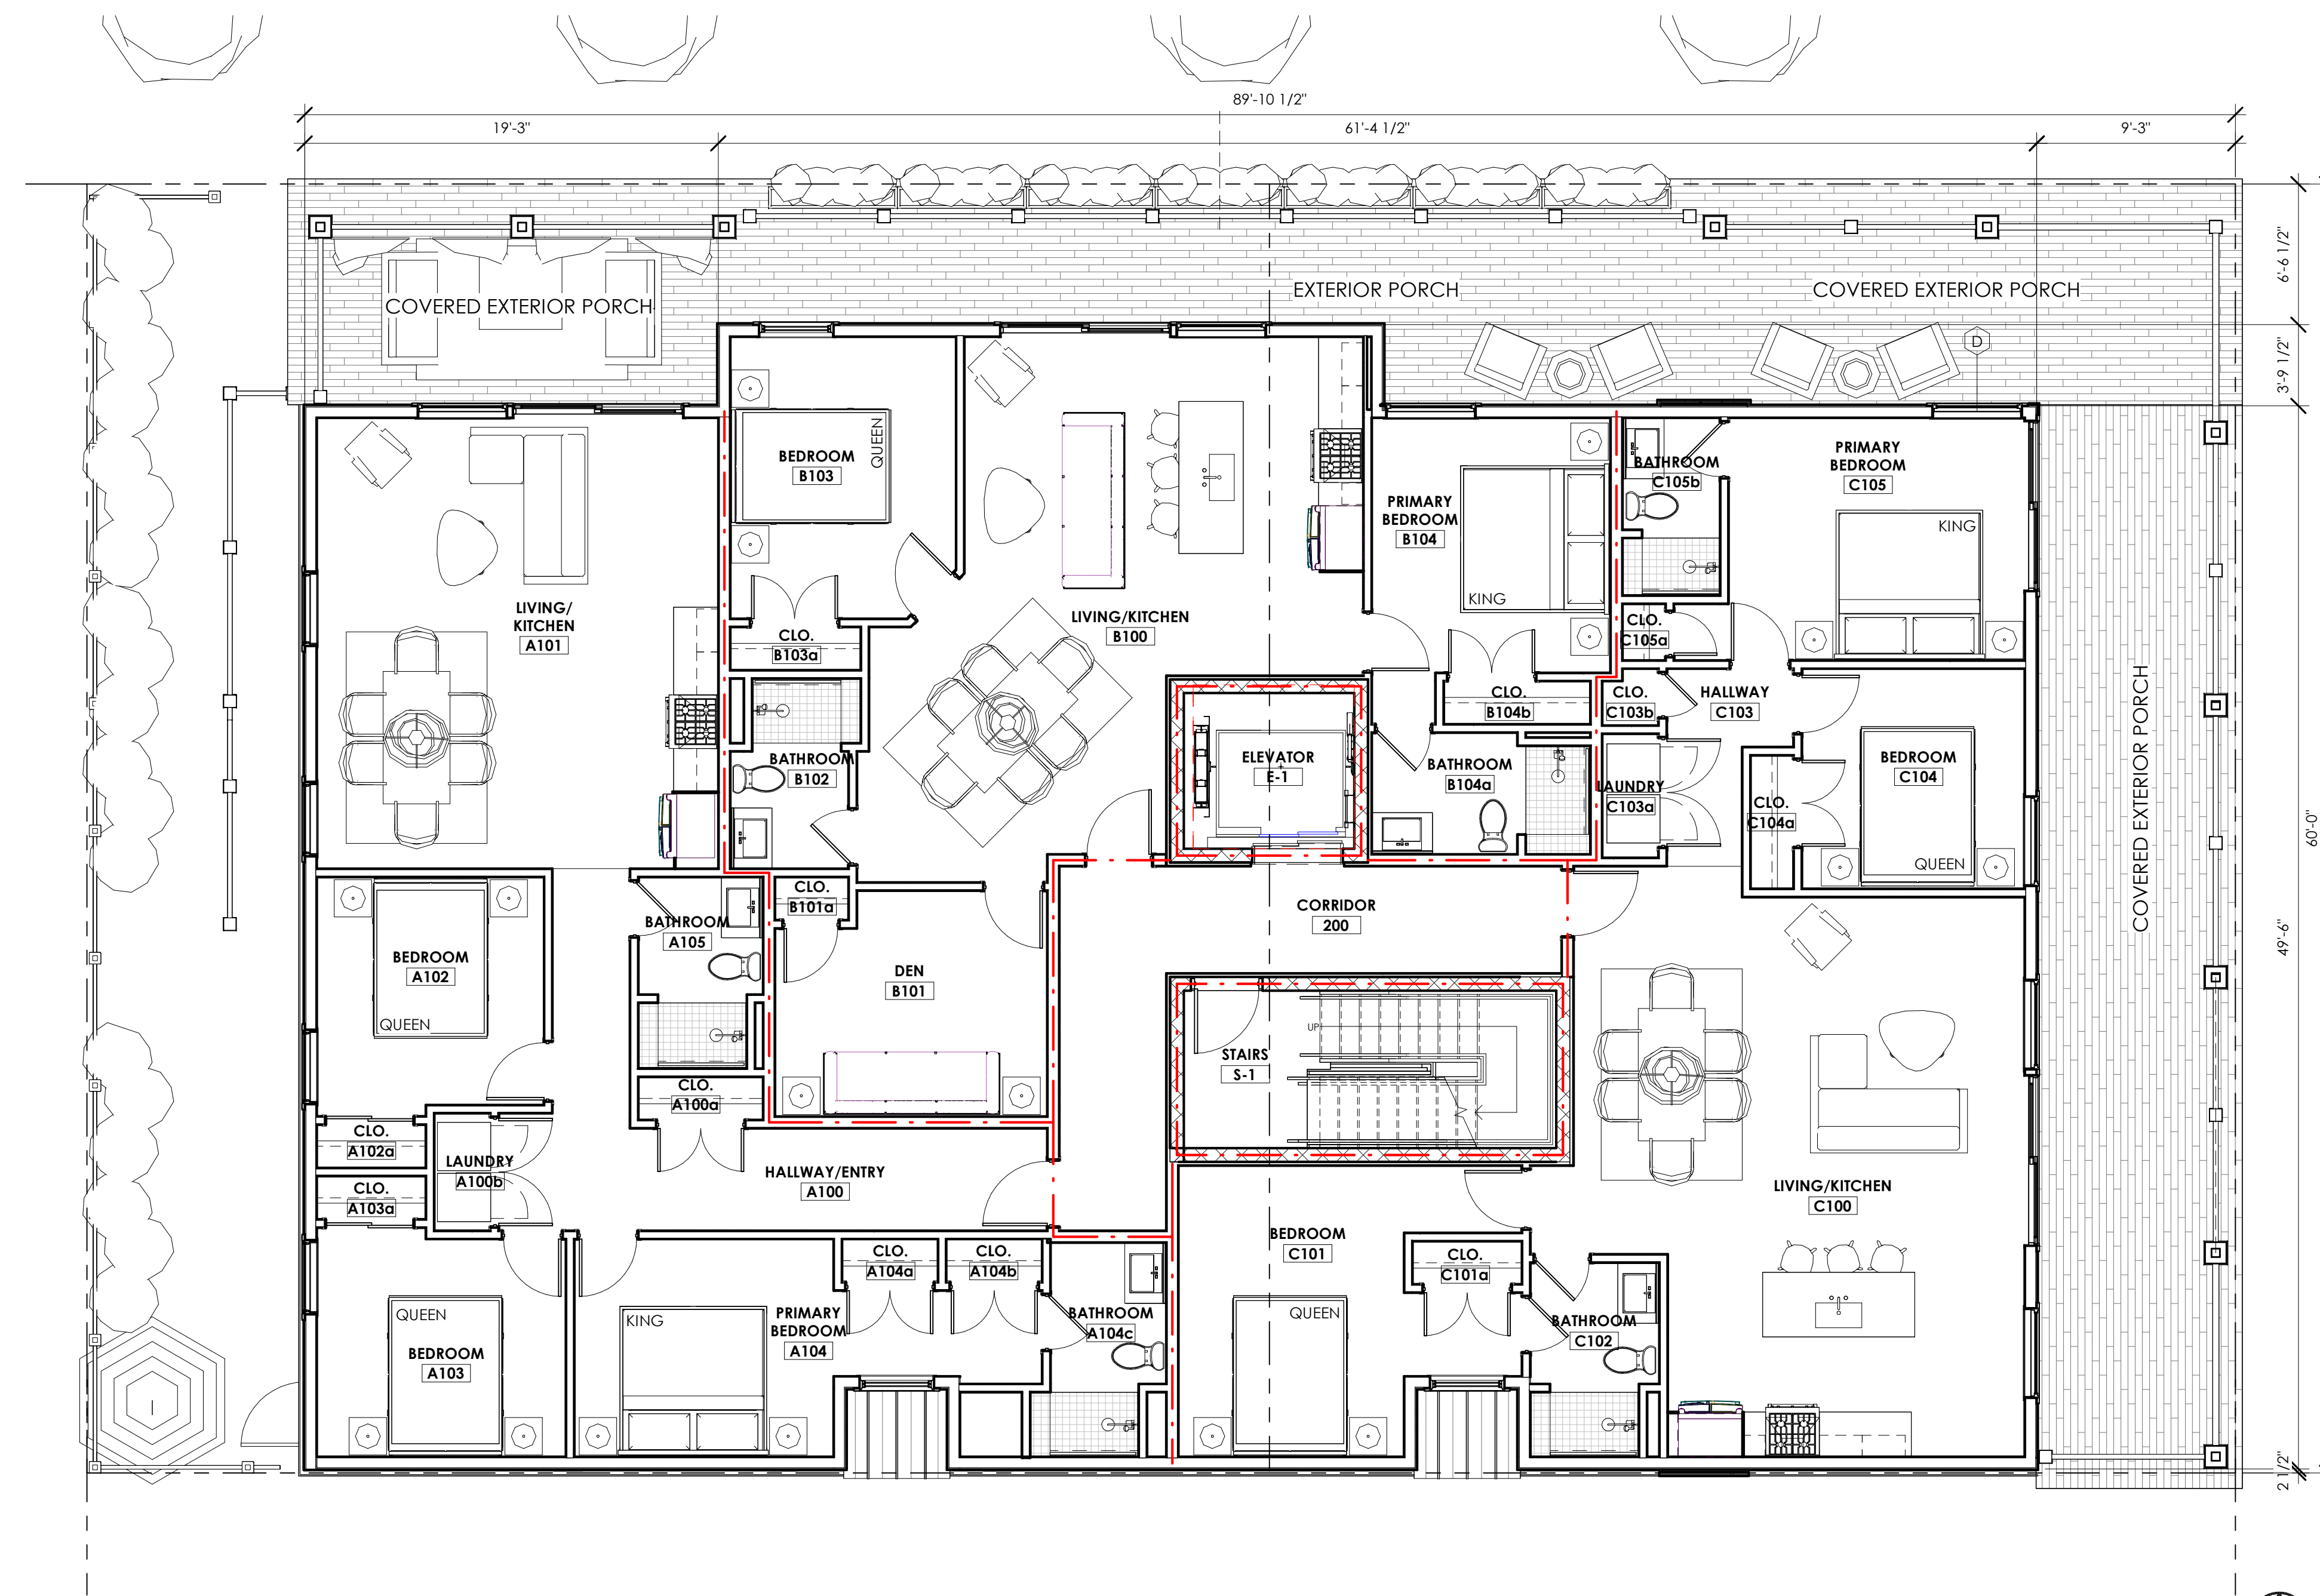 89'-10 1/2"
19'-3"
61'-4 1/2"
9'-3"
6'-6 1/2"
3'-9 1/2"
60'-0"
49'-6"
2 1/2"
COVERED EXTERIOR PORCH
EXTERIOR PORCH
COVERED EXTERIOR PORCH
D
COVERED EXTERIOR PORCH
LIVING/
KITCHEN
A101
BEDROOM
B103
QUEEN
CLO.
B103a
LIVING/KITCHEN
B100
PRIMARY
BEDROOM
B104
KING
BATHROOM
C105b
PRIMARY
BEDROOM
C105
KING
CLO.
C105a
CLO.
B104b
CLO.
C103b
HALLWAY
C103
BATHROOM
B102
ELEVATOR
E-1
BATHROOM
B104a
LAUNDRY
C103a
CLO.
C104a
BEDROOM
C104
QUEEN
BEDROOM
A102
QUEEN
BATHROOM
A105
CLO.
B101a
DEN
B101
CORRIDOR
200
STAIRS
S-1
UP
CLO.
A100a
CLO.
A102a
LAUNDRY
A100b
CLO.
A103a
HALLWAY/ENTRY
A100
LIVING/KITCHEN
C100
BEDROOM
C101
QUEEN
CLO.
C101a
BATHROOM
C102
QUEEN
BEDROOM
A103
KING
PRIMARY
BEDROOM
A104
CLO.
A104a
CLO.
A104b
BATHROOM
A104c